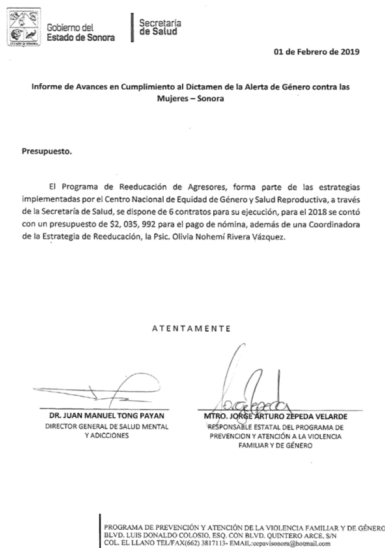 Gobierno del
Estado de Sonora
Secretaría
de Salud
01 de Febrero de 2019
Informe de Avances en Cumplimiento al Dictamen de la Alerta de Género contra las
Mujeres – Sonora
Presupuesto.
El Programa de Reeducación de Agresores, forma parte de las estrategias
implementadas por el Centro Nacional de Equidad de Género y Salud Reproductiva, a través
de la Secretaría de Salud, se dispone de 6 contratos para su ejecución, para el 2018 se contó
con un presupuesto de $2, 035, 992 para el pago de nómina, además de una Coordinadora
de la Estrategia de Reeducación, la Psic. Olivia Nohemí Rivera Vázquez.
ATENTAMENTE
DR. JUAN MANUEL TONG PAYAN
DIRECTOR GENERAL DE SALUD MENTAL
Y ADICCIONES
MTRO. JORGE ARTURO ZEPEDA VELARDE
RESPONSABLE ESTATAL DEL PROGRAMA DE
PREVENCION Y ATENCIÓN A LA VIOLENCIA
FAMILIAR Y DE GÉNERO
PROGRAMA DE PREVENCIÓN Y ATENCIÓN DE LA VIOLENCIA FAMILIAR Y DE GÉNERO
BLVD. LUIS DONALDO COLOSIO, ESQ. CON BLVD. QUINTERO ARCE, S/N
COL. EL LLANO TEL/FAX(662) 3817113- EMAIL:uepavisonora@hotmail.com